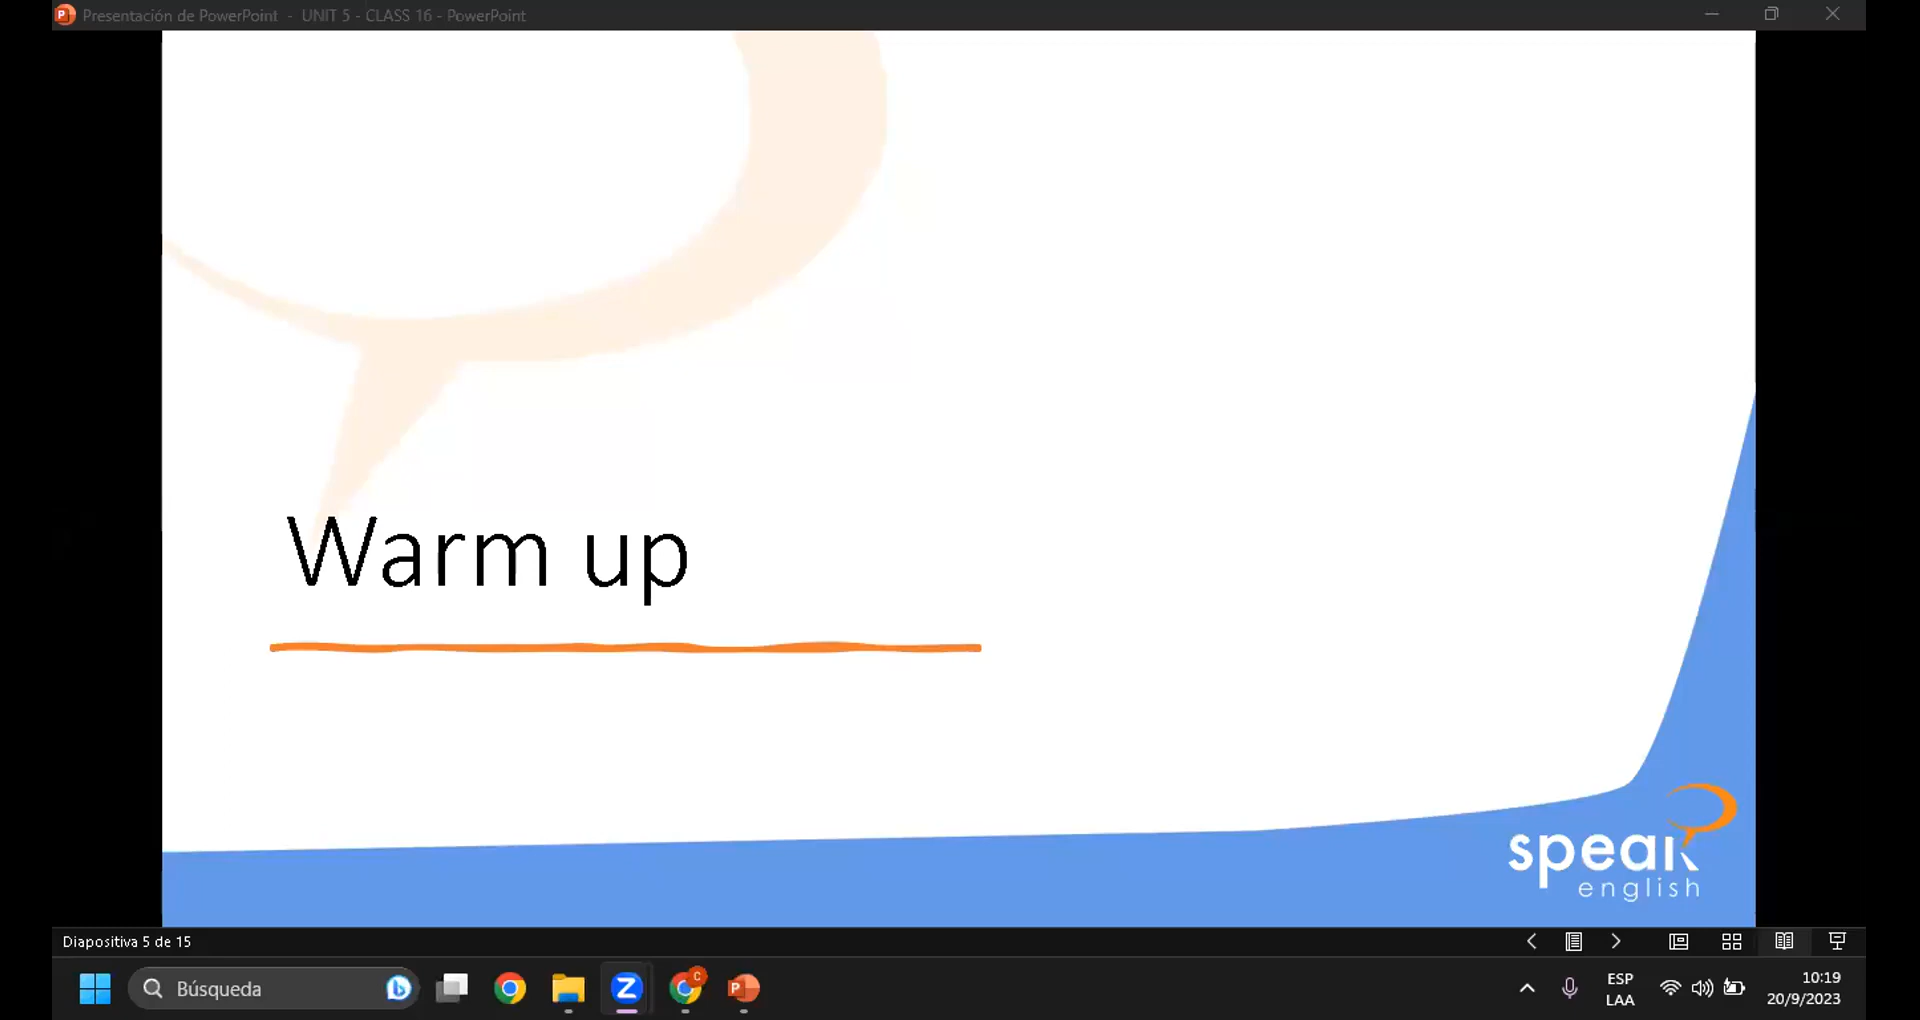 Presentación de PowerPoint - UNIT 5 - CLASS 16 - PowerPoint
Warm up
speak
english
Diapositiva 5 de 15
Búsqueda
ESP
LAA
10:19
20/9/2023